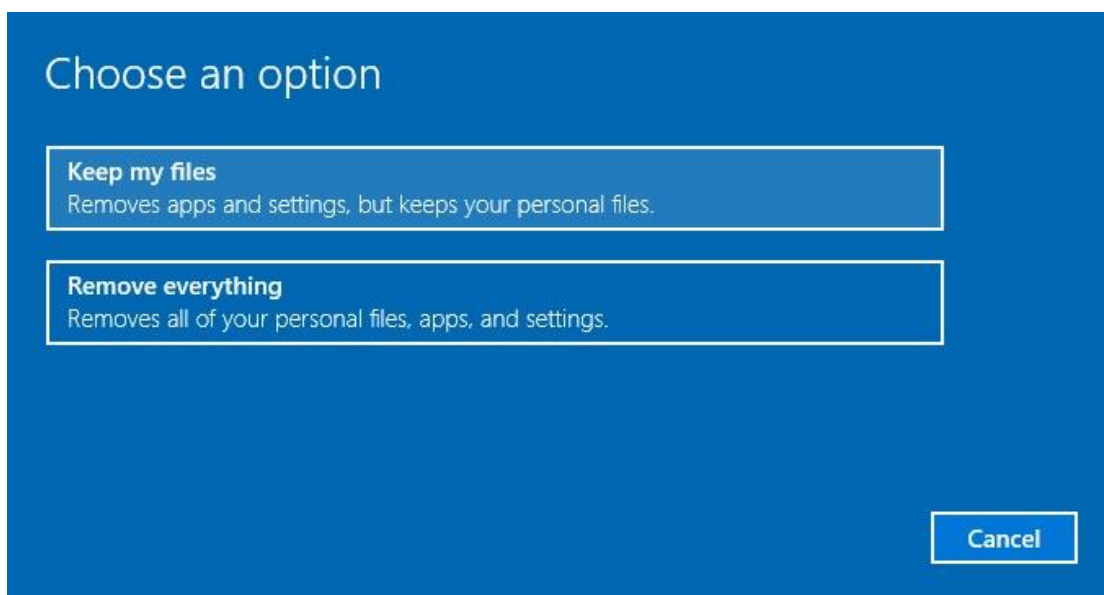 Choose an option
Keep my files
Removes apps and settings, but keeps your personal files.
Remove everything
Removes all of your personal files, apps, and settings.
Cancel